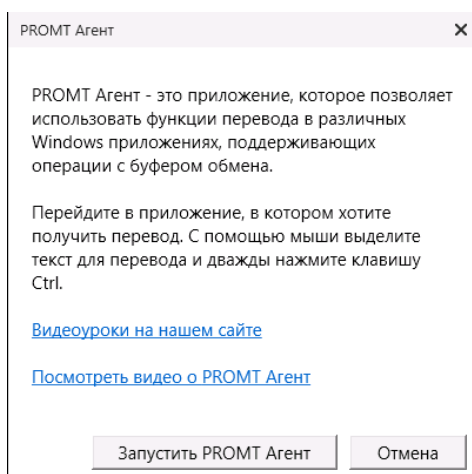 PROMT Агент
PROMT Агент - это приложение, которое позволяет
использовать функции перевода в различных
Windows приложениях, поддерживающих
операции с буфером обмена.
Перейдите в приложение, в котором хотите
получить перевод. С помощью мыши выделите
текст для перевода и дважды нажмите клавишу
Ctrl.
Видеоуроки на нашем сайте
Посмотреть видео о PROMT Агент
Запустить PROMT Агент
Отмена